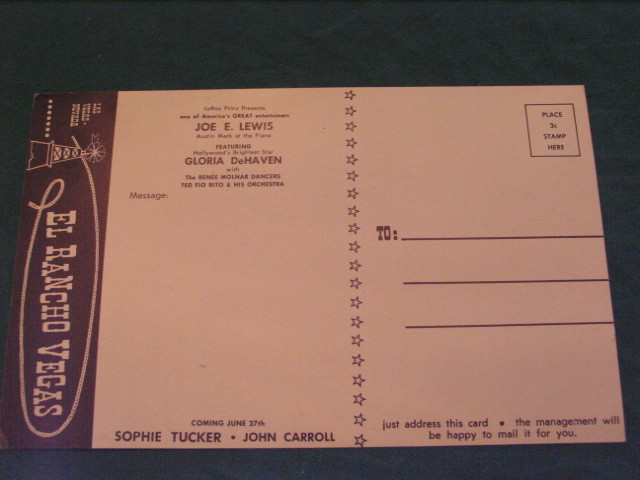 LAS
VEGAS
NEVADA
EL RANCHO VEGAS
LeRoy Prinz Presents
one of America's GREAT entertainers
JOE E. LEWIS
Austin Mack at the Piano
FEATURING
Hollywood's Brightest Star
GLORIA DeHAVEN
with
The RENÉE MOLNAR DANCERS
TED FIO RITO & HIS ORCHESTRA
Message:
COMING JUNE 27th
SOPHIE TUCKER • JOHN CARROLL
PLACE
3c
STAMP
HERE
TO:
just address this card • the management will
be happy to mail it for you.